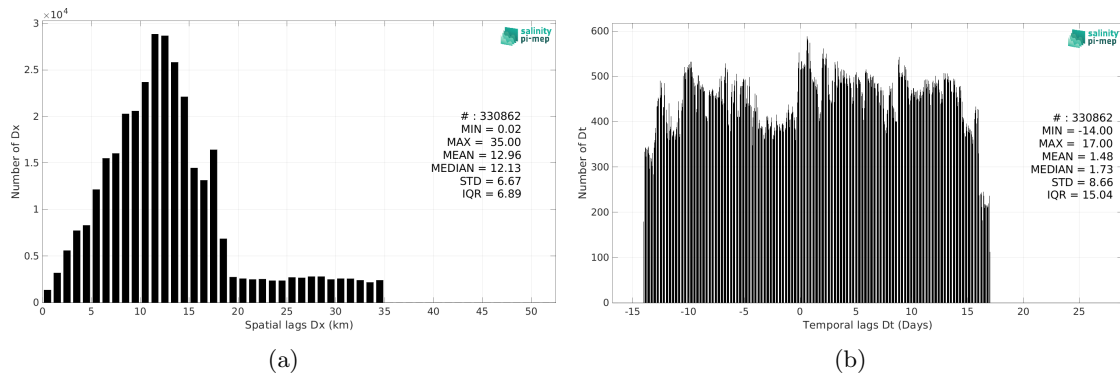 ×10⁴
3
2.5
2
1.5
1
0.5
0
Number of Dx
0 5 10 15 20 25 30 35 40 45 50
Spatial lags Dx (km)
salinity
pi-mep
# : 330862
MIN = 0.02
MAX = 35.00
MEAN = 12.96
MEDIAN = 12.13
STD = 6.67
IQR = 6.89
(a)
600
500
400
300
200
100
0
Number of Dt
-15 -10 -5 0 5 10 15 20 25
Temporal lags Dt (Days)
salinity
pi-mep
# : 330862
MIN = -14.00
MAX = 17.00
MEAN = 1.48
MEDIAN = 1.73
STD = 8.66
IQR = 15.04
(b)